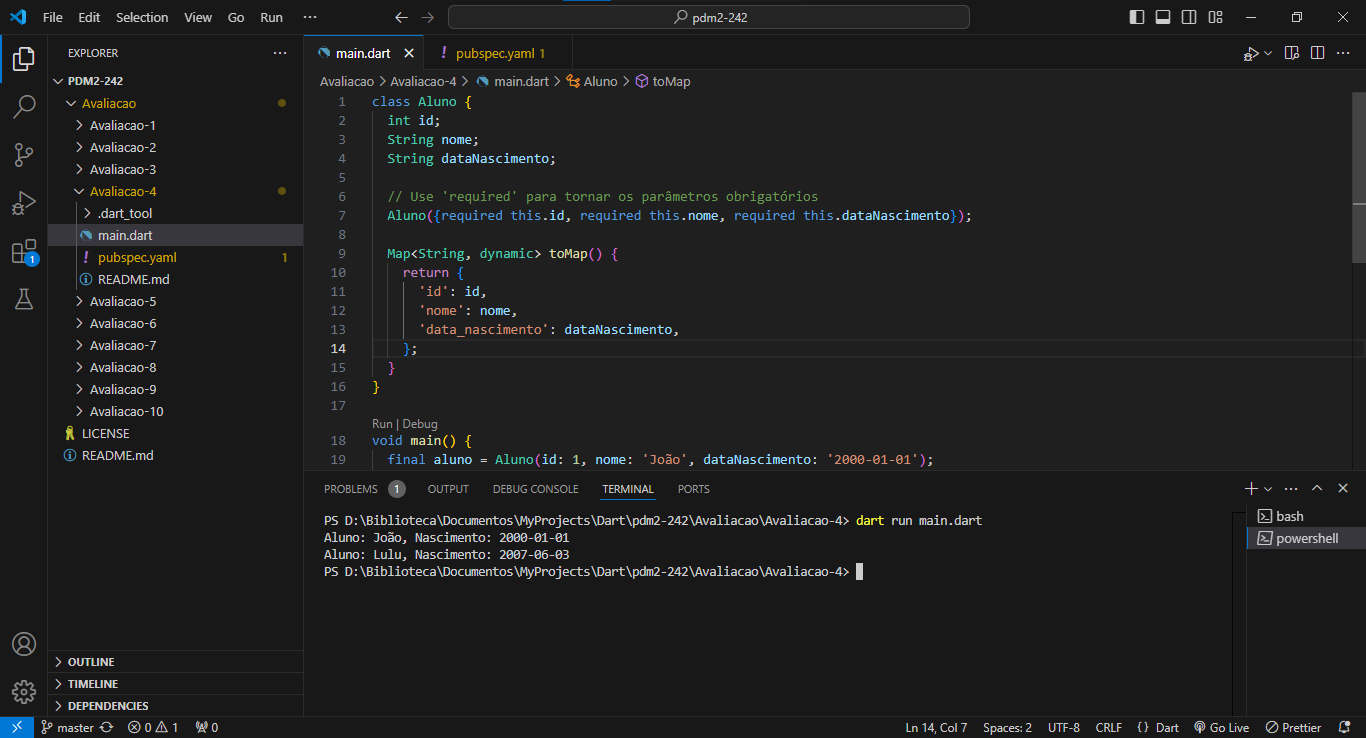 File Edit Selection View Go Run ··· pdm2-242
EXPLORER ···
PDM2-242
Avaliacao
Avaliacao-1
Avaliacao-2
Avaliacao-3
Avaliacao-4
.dart_tool
main.dart
! pubspec.yaml 1
README.md
Avaliacao-5
Avaliacao-6
Avaliacao-7
Avaliacao-8
Avaliacao-9
Avaliacao-10
LICENSE
README.md
OUTLINE
TIMELINE
DEPENDENCIES
1
main.dart ! pubspec.yaml 1
Avaliacao > Avaliacao-4 > main.dart > Aluno > toMap
1 class Aluno {
2 int id;
3 String nome;
4 String dataNascimento;
5
6 // Use 'required' para tornar os parâmetros obrigatórios
7 Aluno({required this.id, required this.nome, required this.dataNascimento});
8
9 Map<String, dynamic> toMap() {
10 return {
11 'id': id,
12 'nome': nome,
13 'data_nascimento': dataNascimento,
14 };
15 }
16 }
17
Run | Debug
18 void main() {
19 final aluno = Aluno(id: 1, nome: 'João', dataNascimento: '2000-01-01');
PROBLEMS 1 OUTPUT DEBUG CONSOLE TERMINAL PORTS
PS D:\Biblioteca\Documentos\MyProjects\Dart\pdm2-242\Avaliacao\Avaliacao-4> dart run main.dart
Aluno: João, Nascimento: 2000-01-01
Aluno: Lulu, Nascimento: 2007-06-03
PS D:\Biblioteca\Documentos\MyProjects\Dart\pdm2-242\Avaliacao\Avaliacao-4>
bash
powershell
master 0 1 0 Ln 14, Col 7 Spaces: 2 UTF-8 CRLF {} Dart Go Live Prettier